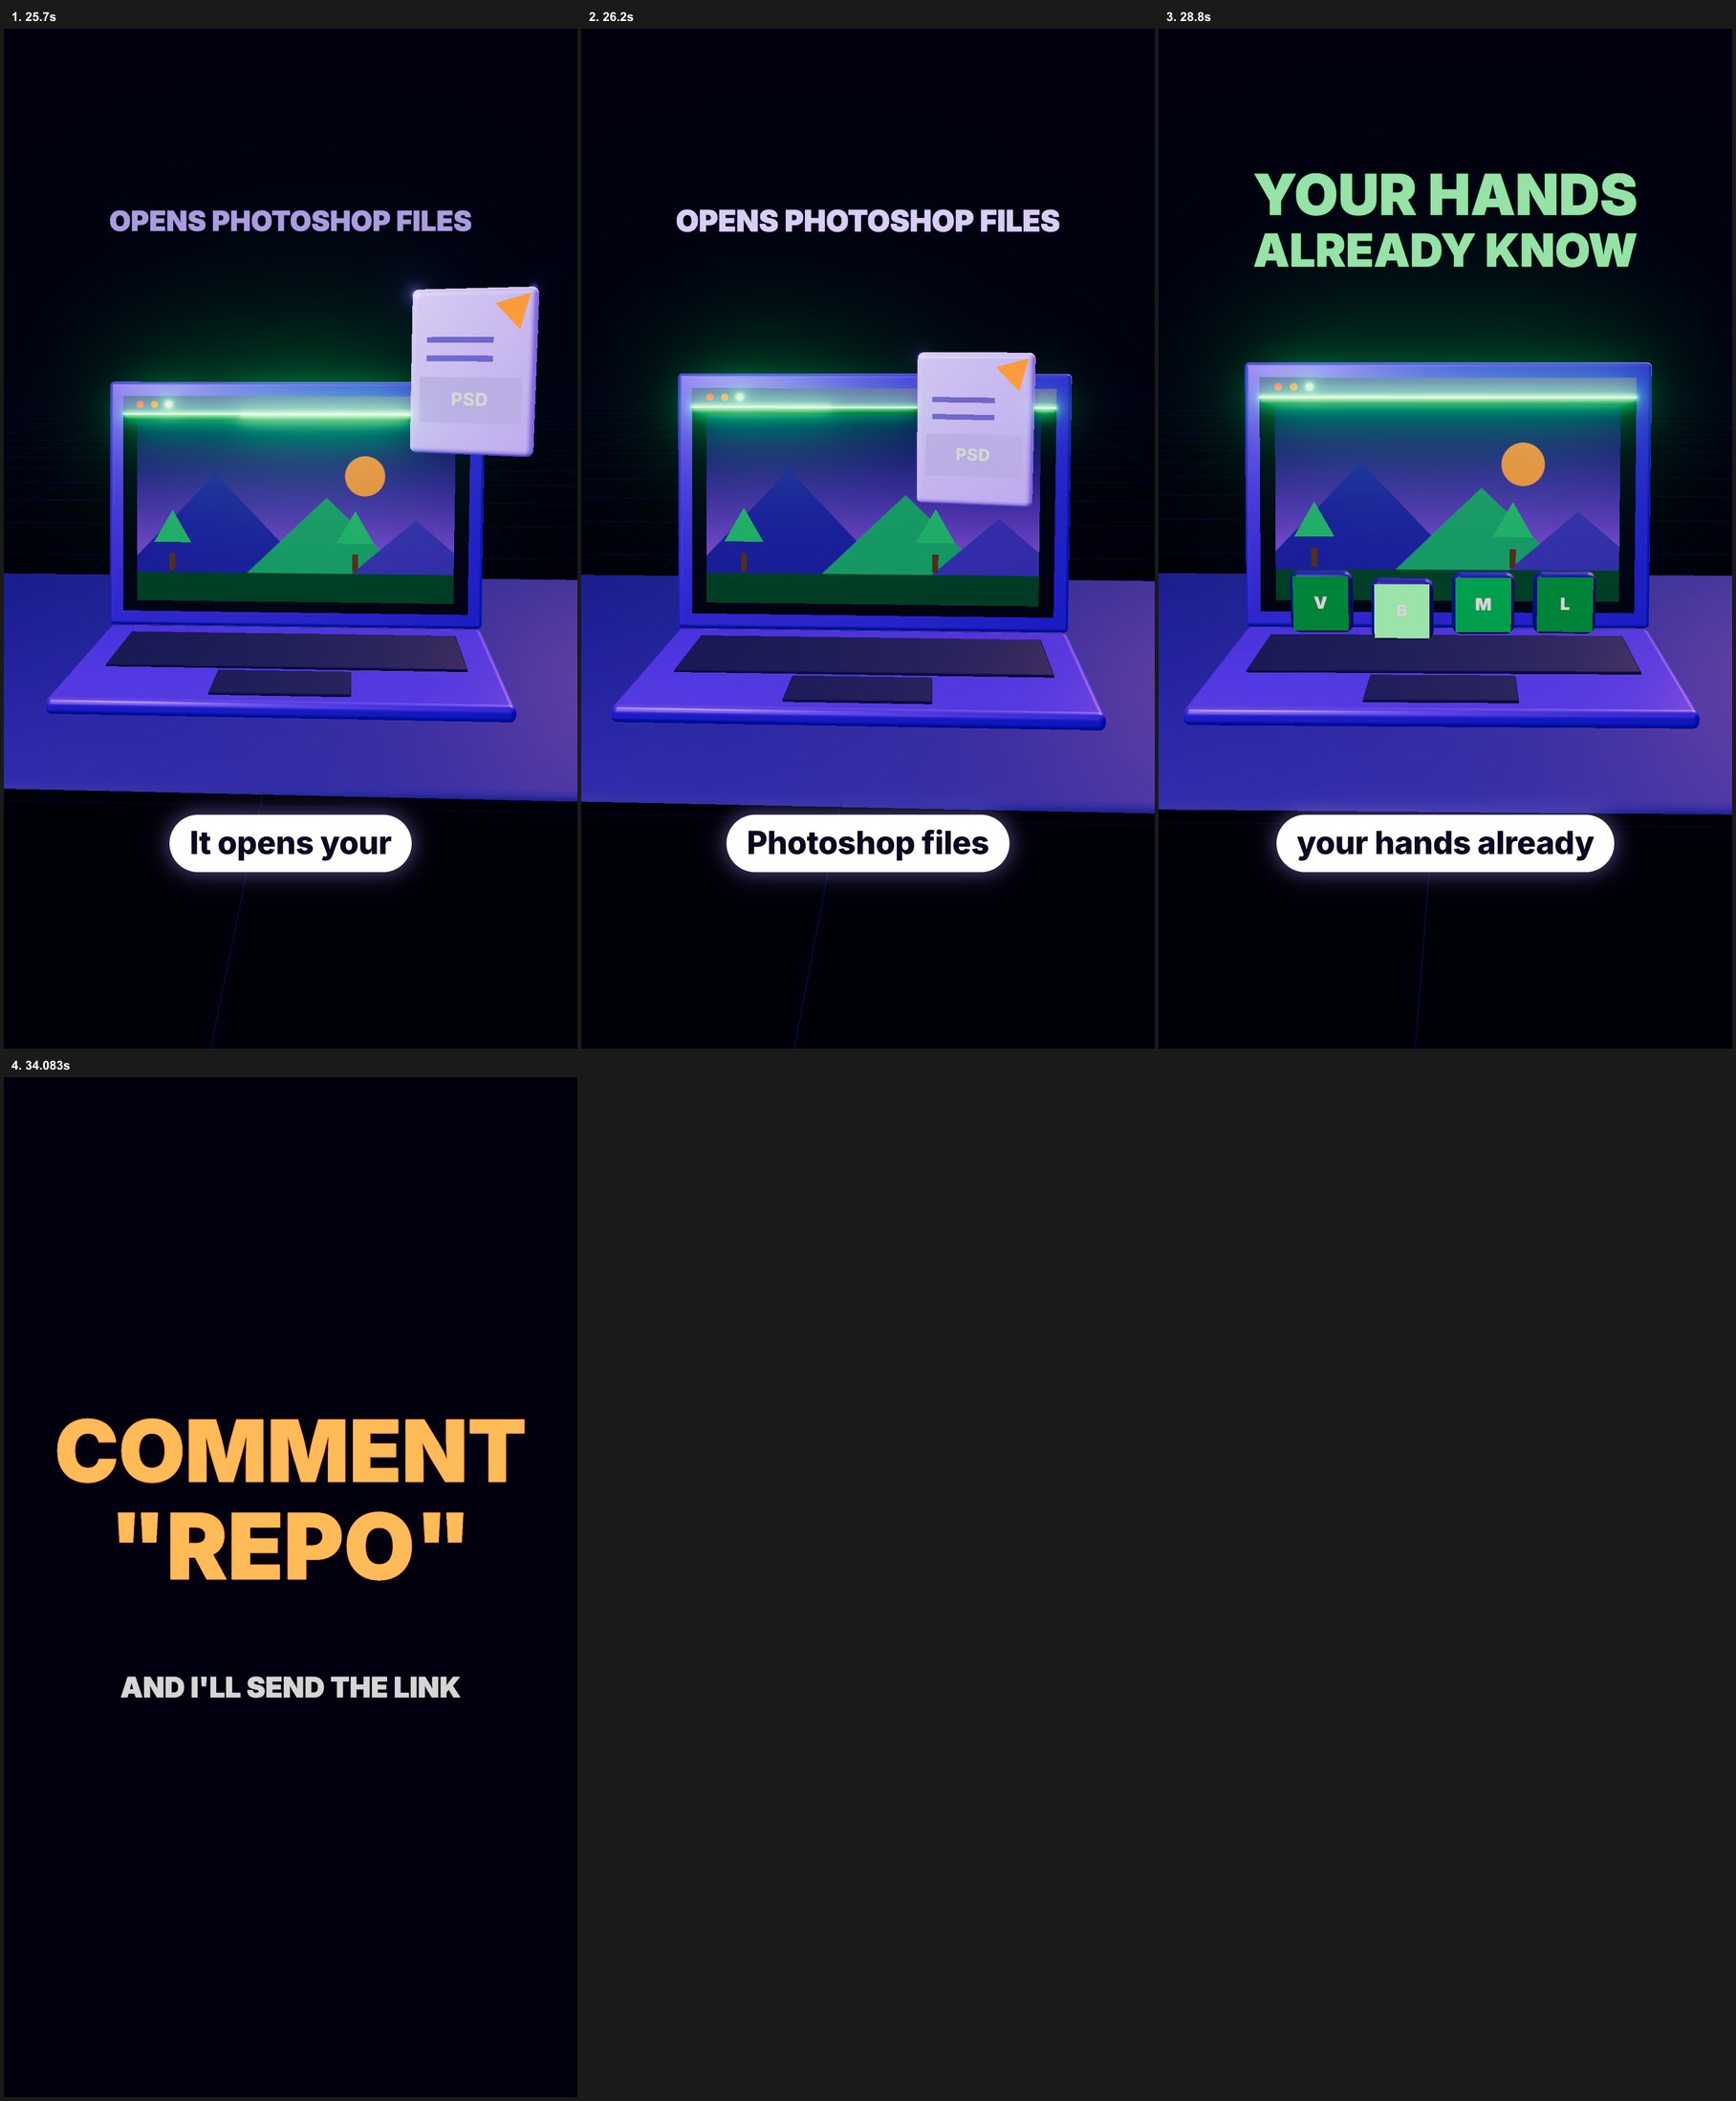 1. 25.7s
OPENS PHOTOSHOP FILES
PSD
It opens your
2. 26.2s
OPENS PHOTOSHOP FILES
PSD
Photoshop files
3. 28.8s
YOUR HANDS
ALREADY KNOW
V B M L
your hands already
4. 34.083s
COMMENT
"REPO"
AND I'LL SEND THE LINK